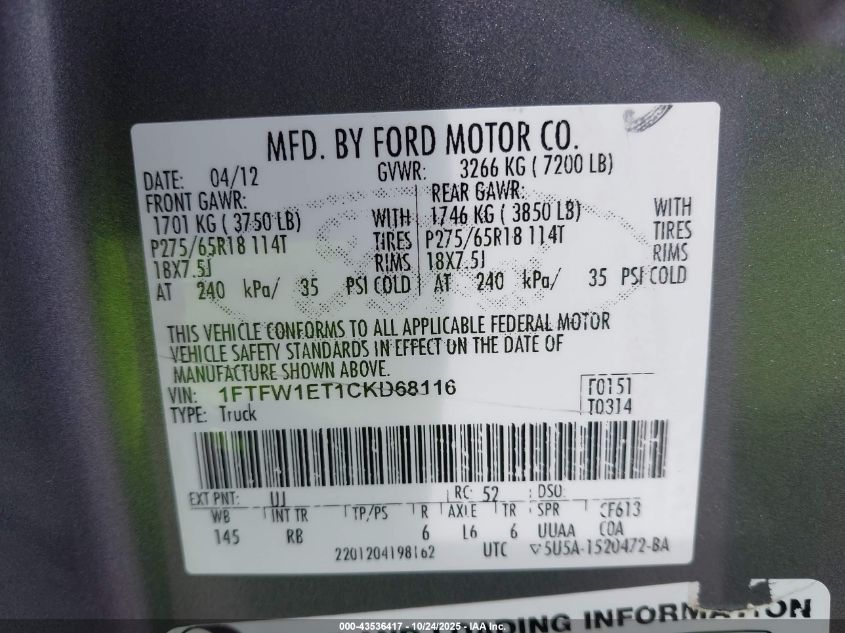 MFD. BY FORD MOTOR CO.
DATE: 04/12 GVWR: 3266 KG ( 7200 LB)
FRONT GAWR: REAR GAWR:
1701 KG ( 3750 LB) WITH 1746 KG ( 3850 LB) WITH
P275/65R18 114T TIRES P275/65R18 114T TIRES
18X7.5J RIMS 18X7.5J RIMS
AT 240 kPa/ 35 PSI COLD AT 240 kPa/ 35 PSI COLD
THIS VEHICLE CONFORMS TO ALL APPLICABLE FEDERAL MOTOR
VEHICLE SAFETY STANDARDS IN EFFECT ON THE DATE OF
MANUFACTURE SHOWN ABOVE.
VIN: 1FTFW1ET1CKD68116 T0151
TYPE: Truck T0314
EXT PNT: UJ RC: 52 DSO:
WB INT TR TP/PS R AXLE TR SPR CF613
145 RB 6 L6 6 UUAA COA
2201204198162 UTC ▽5U5A-1520472-BA
DING INFORMATION
000-43536417 - 10/24/2025 - IAA Inc.